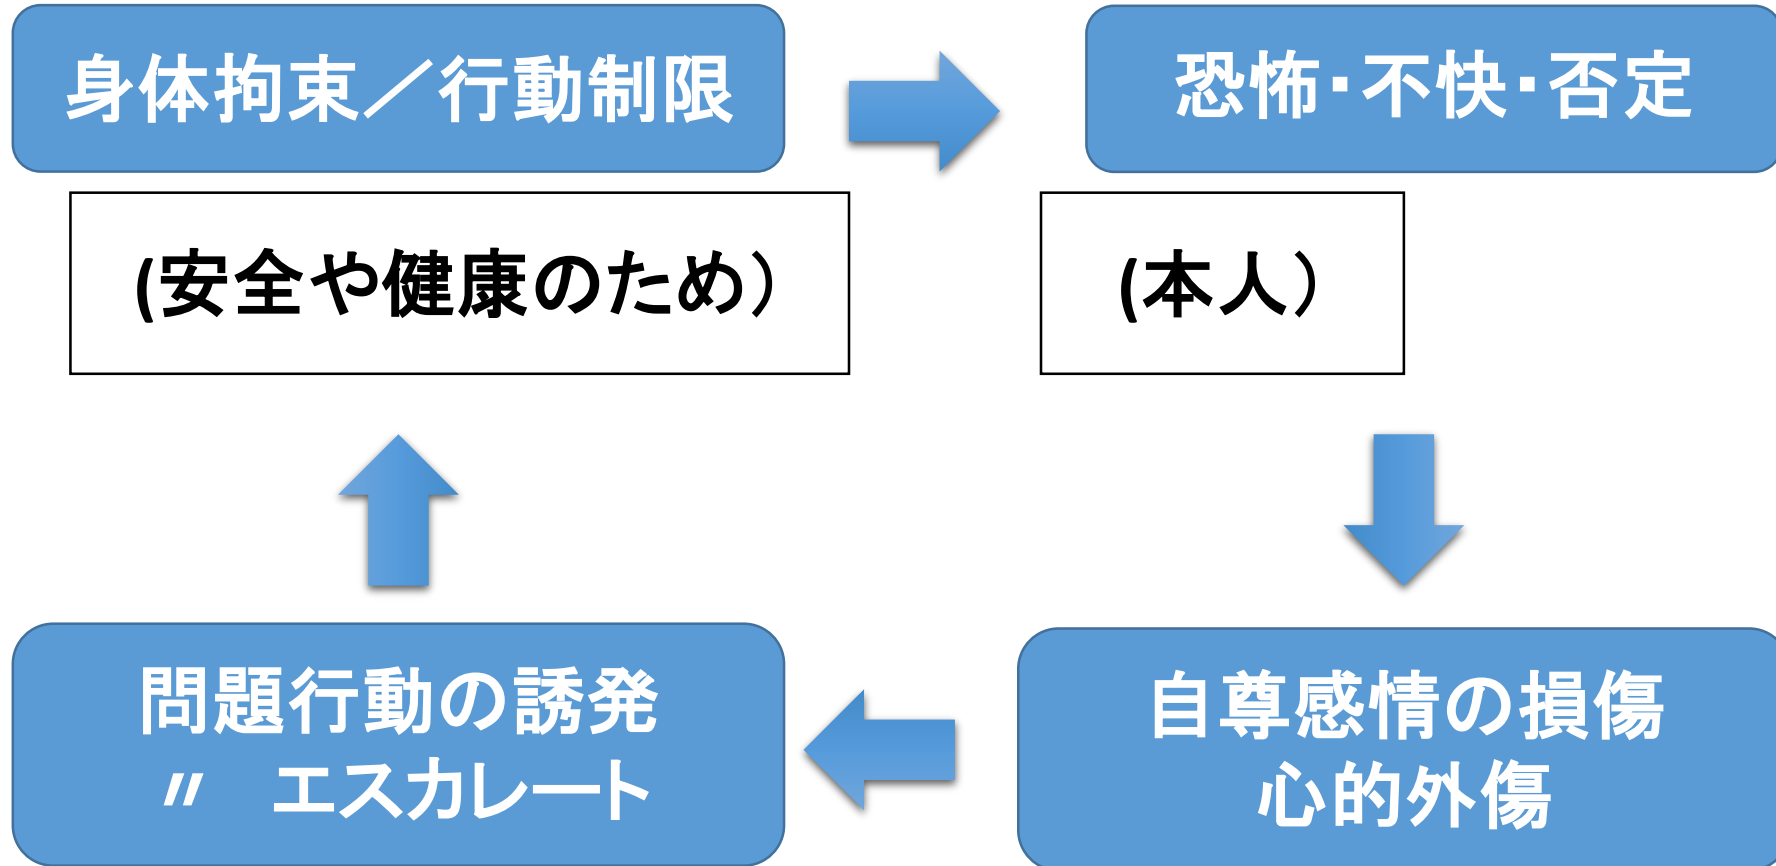 身体拘束／行動制限
恐怖・不快・否定
(安全や健康のため）
(本人）
問題行動の誘発
〃　エスカレート
自尊感情の損傷
心的外傷